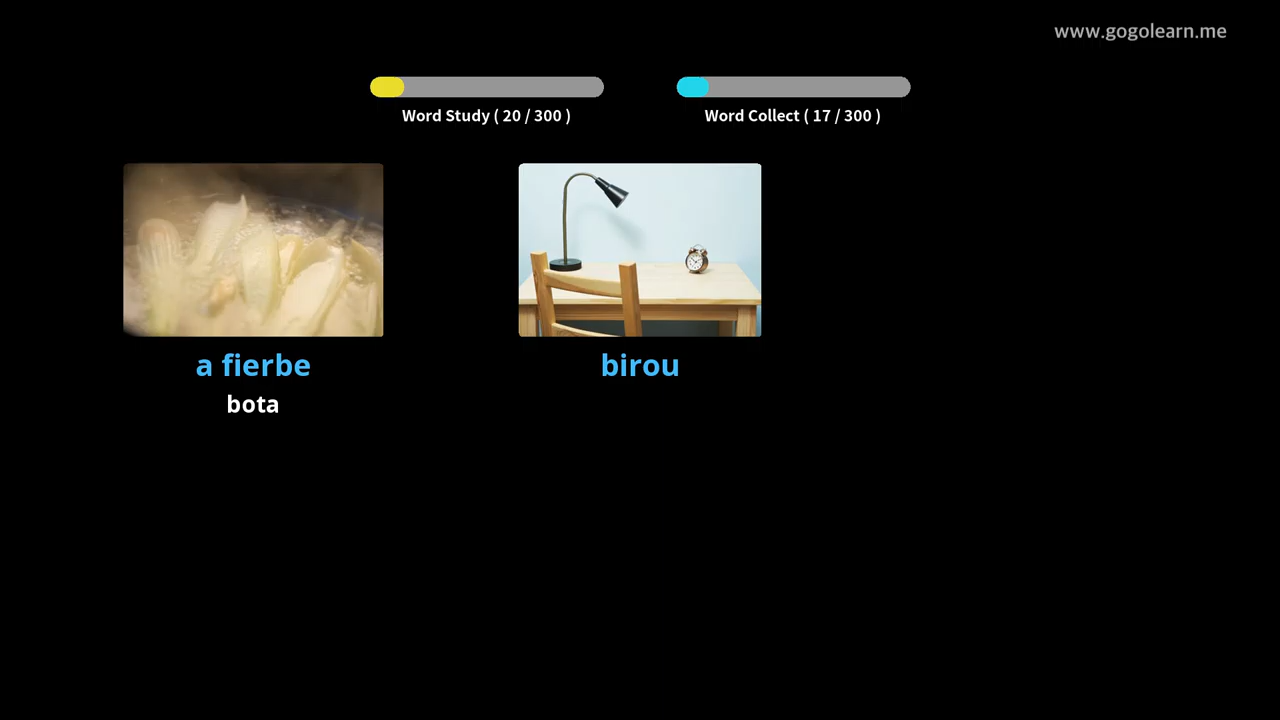 www.gogolearn.me
Word Study ( 20 / 300 )
Word Collect ( 17 / 300 )
a fierbe
bota
birou